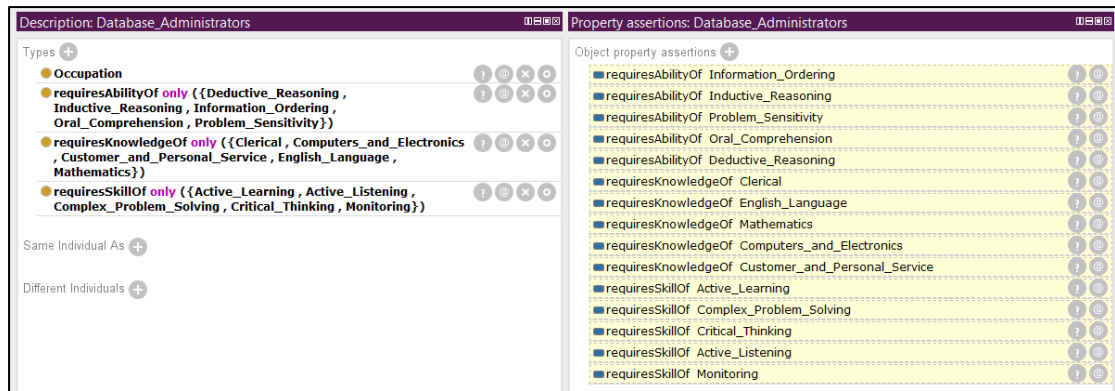 Description: Database_Administrators
Types
Occupation
requiresAbilityOf only ({Deductive_Reasoning ,
Inductive_Reasoning , Information_Ordering ,
Oral_Comprehension , Problem_Sensitivity})
requiresKnowledgeOf only ({Clerical , Computers_and_Electronics
, Customer_and_Personal_Service , English_Language ,
Mathematics})
requiresSkillOf only ({Active_Learning , Active_Listening ,
Complex_Problem_Solving , Critical_Thinking , Monitoring})
Same Individual As
Different Individuals
Property assertions: Database_Administrators
Object property assertions
requiresAbilityOf Information_Ordering
requiresAbilityOf Inductive_Reasoning
requiresAbilityOf Problem_Sensitivity
requiresAbilityOf Oral_Comprehension
requiresAbilityOf Deductive_Reasoning
requiresKnowledgeOf Clerical
requiresKnowledgeOf English_Language
requiresKnowledgeOf Mathematics
requiresKnowledgeOf Computers_and_Electronics
requiresKnowledgeOf Customer_and_Personal_Service
requiresSkillOf Active_Learning
requiresSkillOf Complex_Problem_Solving
requiresSkillOf Critical_Thinking
requiresSkillOf Active_Listening
requiresSkillOf Monitoring